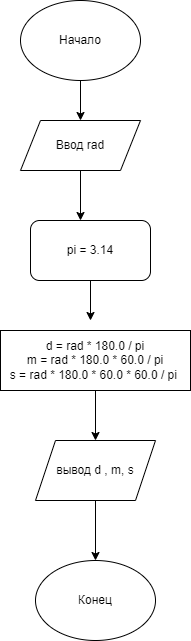 Начало
Ввод rad
pi = 3.14
d = rad * 180.0 / pi
m = rad * 180.0 * 60.0 / pi
s = rad * 180.0 * 60.0 * 60.0 / pi
вывод d , m, s
Конец